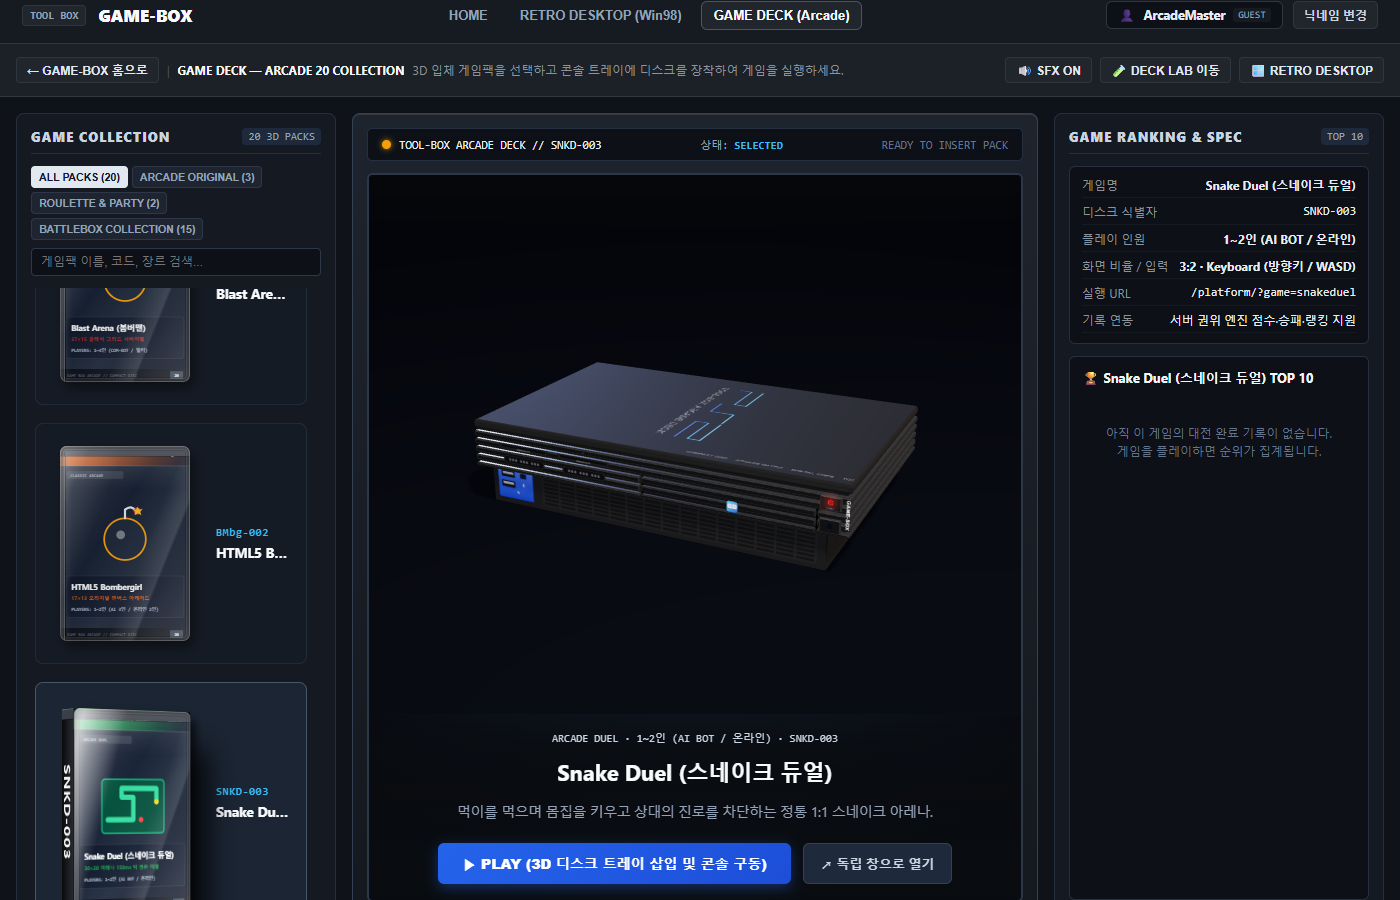 TOOL BOX
GAME-BOX
HOME
RETRO DESKTOP (Win98)
GAME DECK (Arcade)
ArcadeMaster
GUEST
닉네임 변경
← GAME-BOX 홈으로
GAME DECK — ARCADE 20 COLLECTION
3D 입체 게임팩을 선택하고 콘솔 트레이에 디스크를 장착하여 게임을 실행하세요.
SFX ON
DECK LAB 이동
RETRO DESKTOP
GAME COLLECTION
20 3D PACKS
ALL PACKS (20)
ARCADE ORIGINAL (3)
ROULETTE & PARTY (2)
BATTLEBOX COLLECTION (15)
게임팩 이름, 코드, 장르 검색...
Blast Are...
Blast Arena (봄버맨)
CLASSIC ARCADE
HTML5 Bombergirl
BMbg-002
HTML5 B...
SNKD-003
ARCADE DUEL
Snake Duel (스네이크 듀얼)
SNKD-003
Snake Du...
TOOL-BOX ARCADE DECK // SNKD-003
상태: SELECTED
READY TO INSERT PACK
GAME-BOX
ARCADE DUEL · 1~2인 (AI BOT / 온라인) · SNKD-003
Snake Duel (스네이크 듀얼)
먹이를 먹으며 몸집을 키우고 상대의 진로를 차단하는 정통 1:1 스네이크 아레나.
▶ PLAY (3D 디스크 트레이 삽입 및 콘솔 구동)
↗ 독립 창으로 열기
GAME RANKING & SPEC
TOP 10
게임명
Snake Duel (스네이크 듀얼)
디스크 식별자
SNKD-003
플레이 인원
1~2인 (AI BOT / 온라인)
화면 비율 / 입력
3:2 · Keyboard (방향키 / WASD)
실행 URL
/platform/?game=snakeduel
기록 연동
서버 권위 엔진 점수·승패·랭킹 지원
Snake Duel (스네이크 듀얼) TOP 10
아직 이 게임의 대전 완료 기록이 없습니다.
게임을 플레이하면 순위가 집계됩니다.